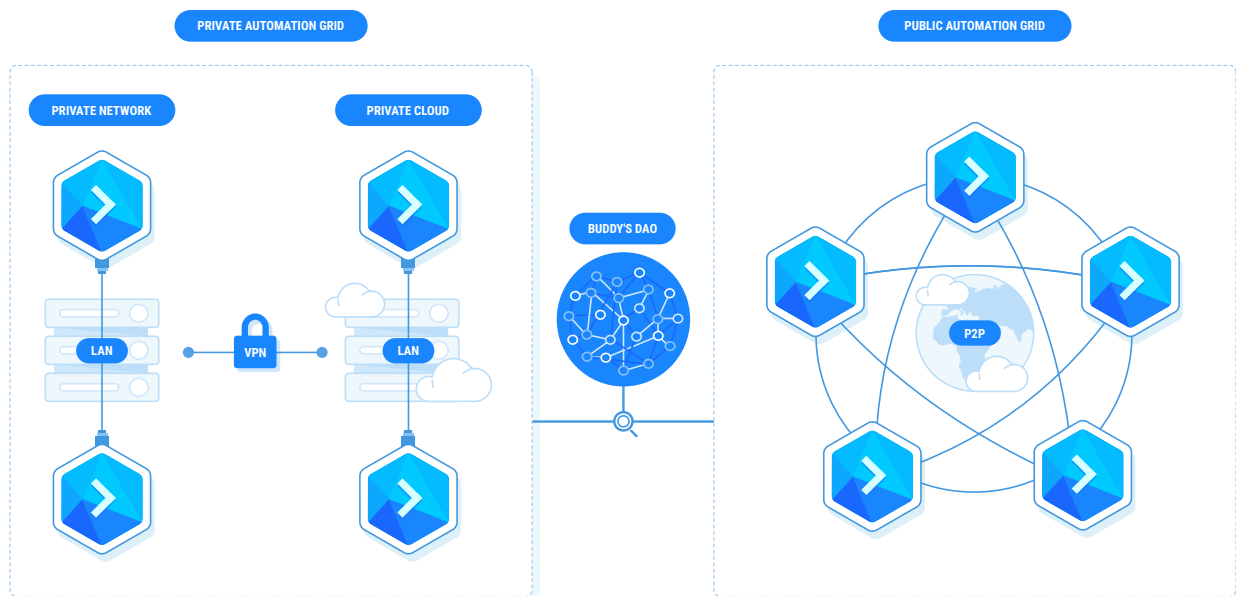 PRIVATE AUTOMATION GRID
PUBLIC AUTOMATION GRID
PRIVATE NETWORK
PRIVATE CLOUD
BUDDY'S DAO
LAN
VPN
LAN
P2P